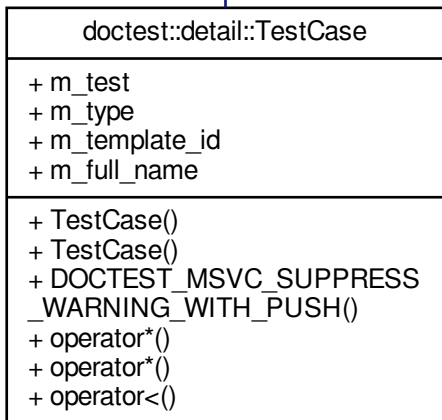 doctest::detail::TestCase
+ m_test
+ m_type
+ m_template_id
+ m_full_name
+ TestCase()
+ TestCase()
+ DOCTEST_MSVC_SUPPRESS
_WARNING_WITH_PUSH()
+ operator*()
+ operator*()
+ operator<()